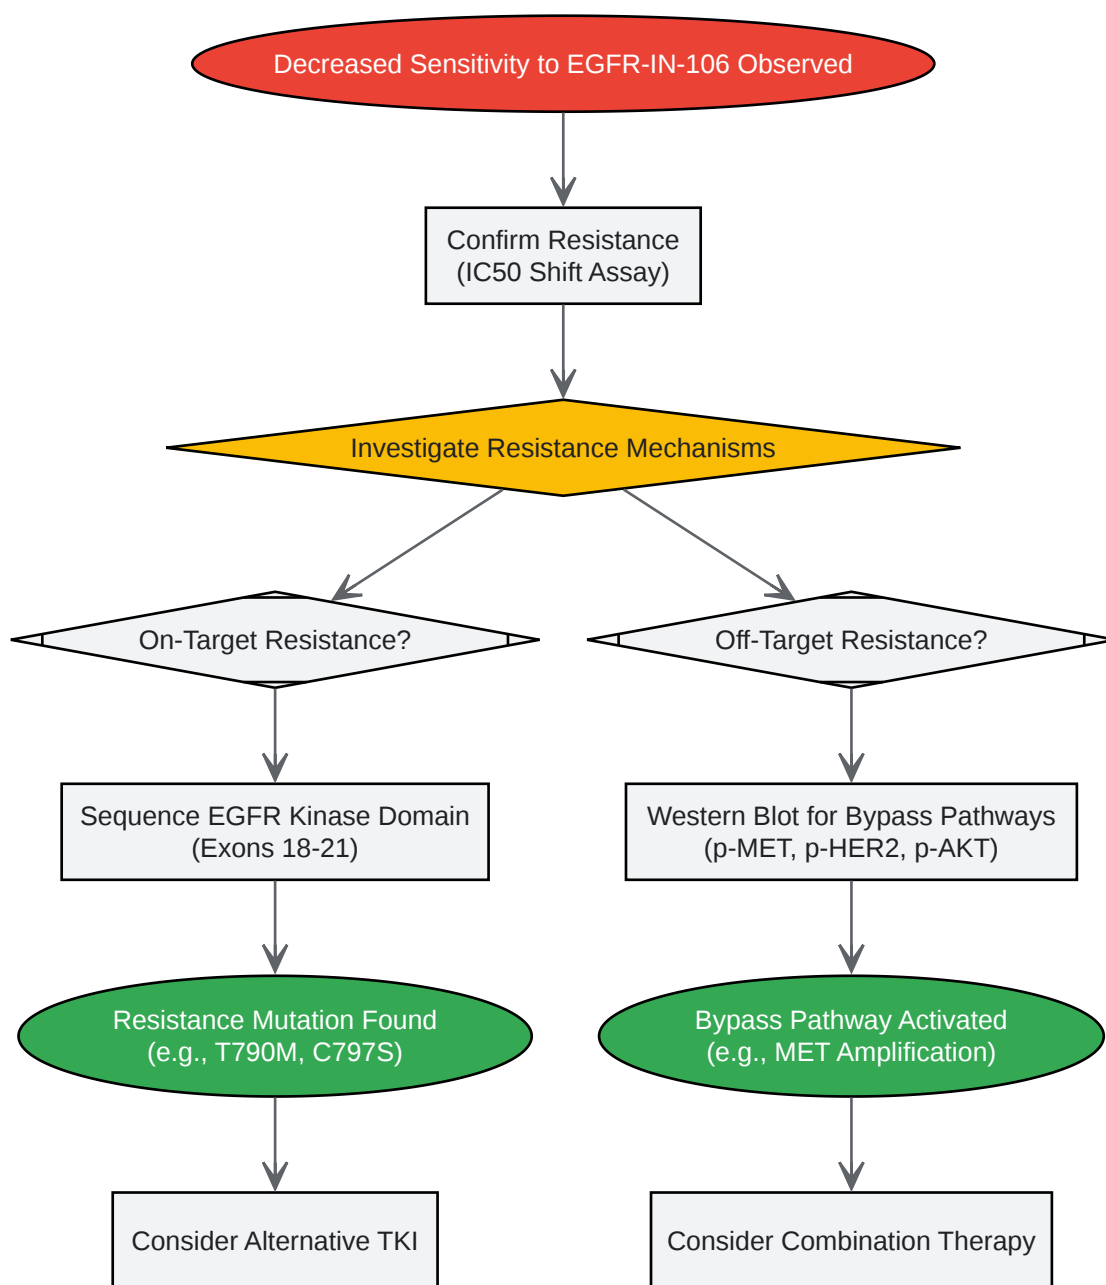 Decreased Sensitivity to EGFR-IN-106 Observed
Confirm Resistance
(IC50 Shift Assay)
Investigate Resistance Mechanisms
On-Target Resistance?
Off-Target Resistance?
Sequence EGFR Kinase Domain
(Exons 18-21)
Western Blot for Bypass Pathways
(p-MET, p-HER2, p-AKT)
Resistance Mutation Found
(e.g., T790M, C797S)
Bypass Pathway Activated
(e.g., MET Amplification)
Consider Alternative TKI
Consider Combination Therapy